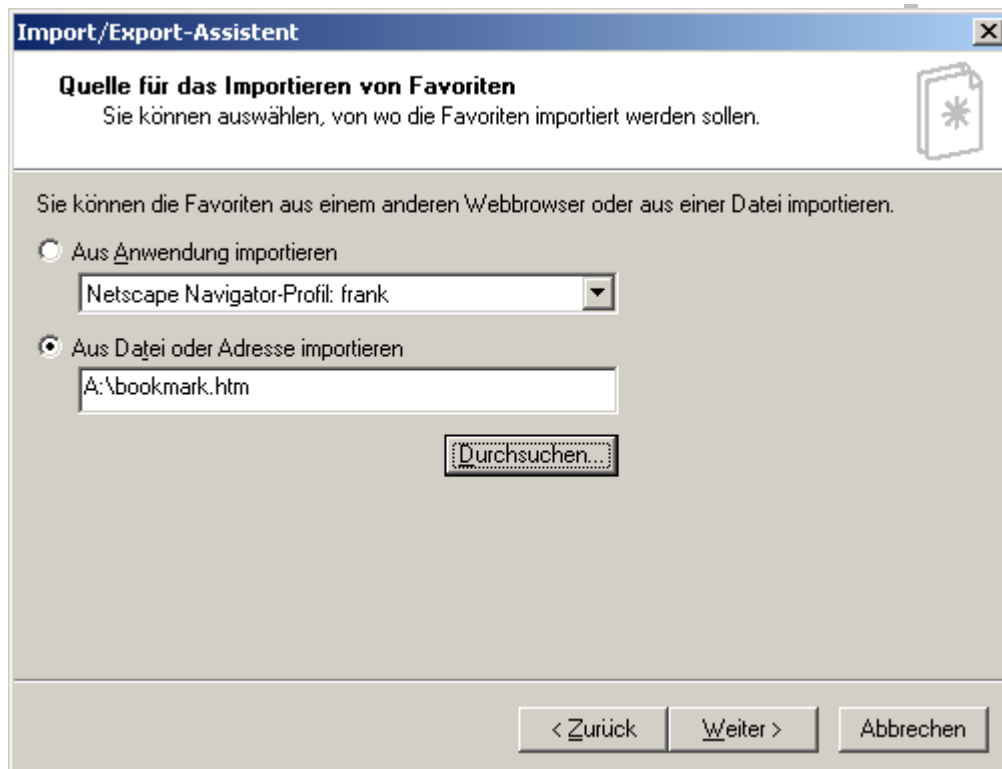 Import/Export-Assistent
Quelle für das Importieren von Favoriten
Sie können auswählen, von wo die Favoriten importiert werden sollen.
Sie können die Favoriten aus einem anderen Webbrowser oder aus einer Datei importieren.
Aus Anwendung importieren
Netscape Navigator-Profil: frank
Aus Datei oder Adresse importieren
A:\bookmark.htm
Durchsuchen...
< Zurück
Weiter >
Abbrechen